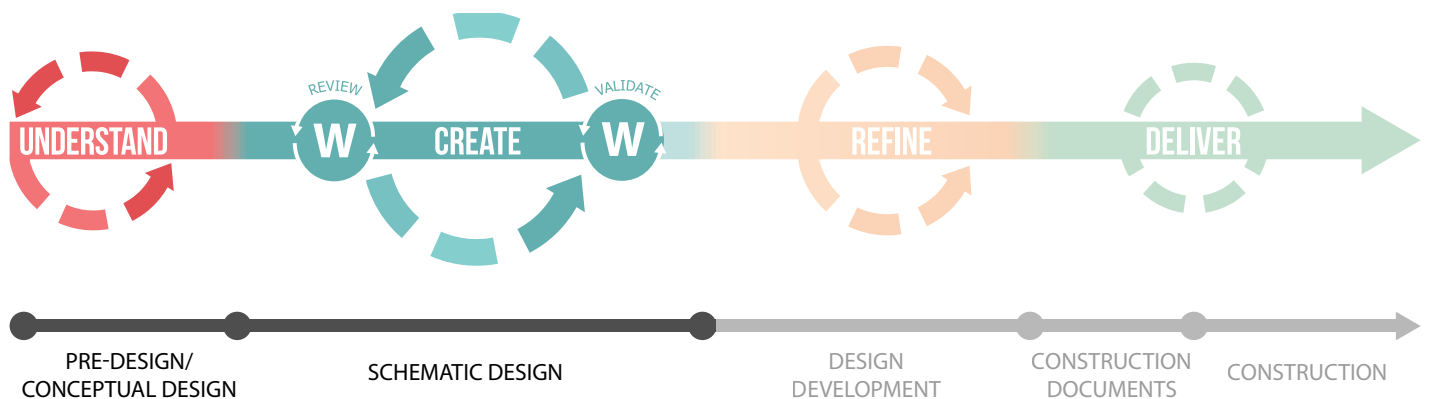 REVIEW
VALIDATE
UNDERSTAND
W
CREATE
W
REFINE
DELIVER
PRE-DESIGN/
CONCEPTUAL DESIGN
SCHEMATIC DESIGN
DESIGN
DEVELOPMENT
CONSTRUCTION
DOCUMENTS
CONSTRUCTION